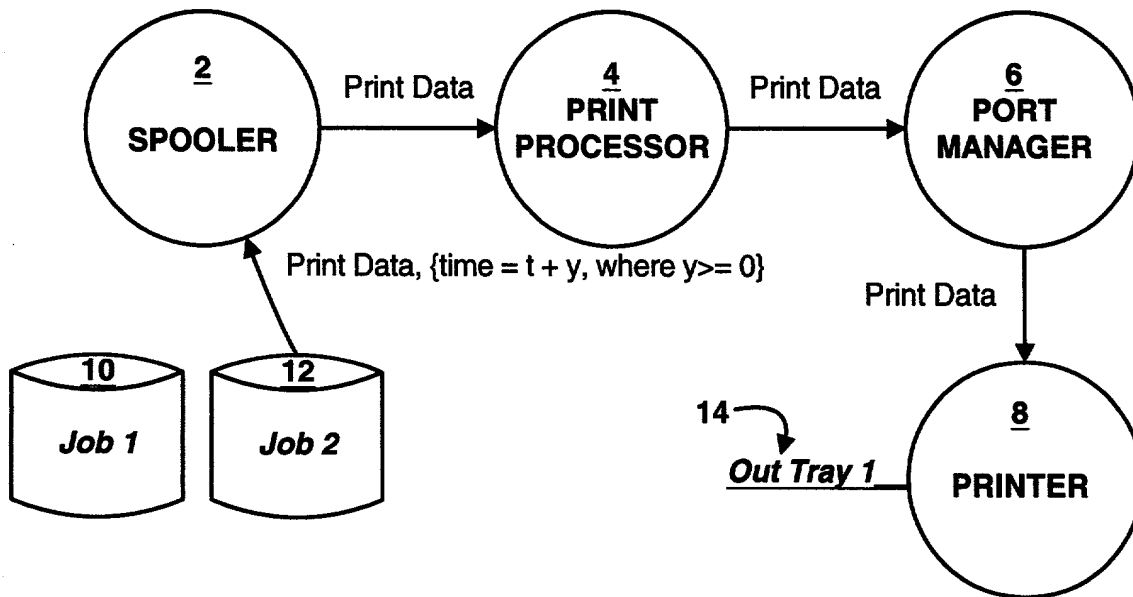 2
SPOOLER
Print Data
4
PRINT
PROCESSOR
Print Data
6
PORT
MANAGER
Print Data, {time = t + y, where y>= 0}
Print Data
10
Job 1
12
Job 2
14
Out Tray 1
8
PRINTER